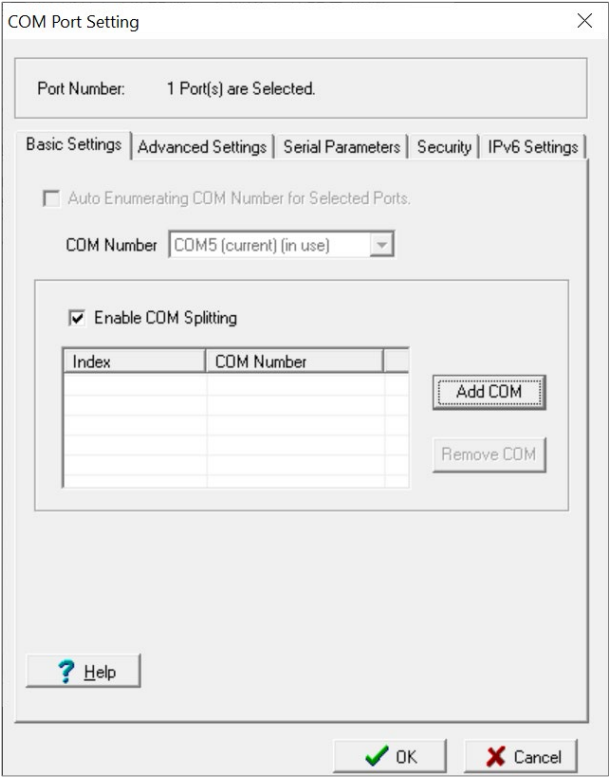 COM Port Setting
Port Number: 1 Port(s) are Selected.
Basic Settings Advanced Settings Serial Parameters Security IPv6 Settings
Auto Enumerating COM Number for Selected Ports.
COM Number COM5 (current) (in use)
Enable COM Splitting
Index COM Number
Add COM
Remove COM
Help
OK Cancel